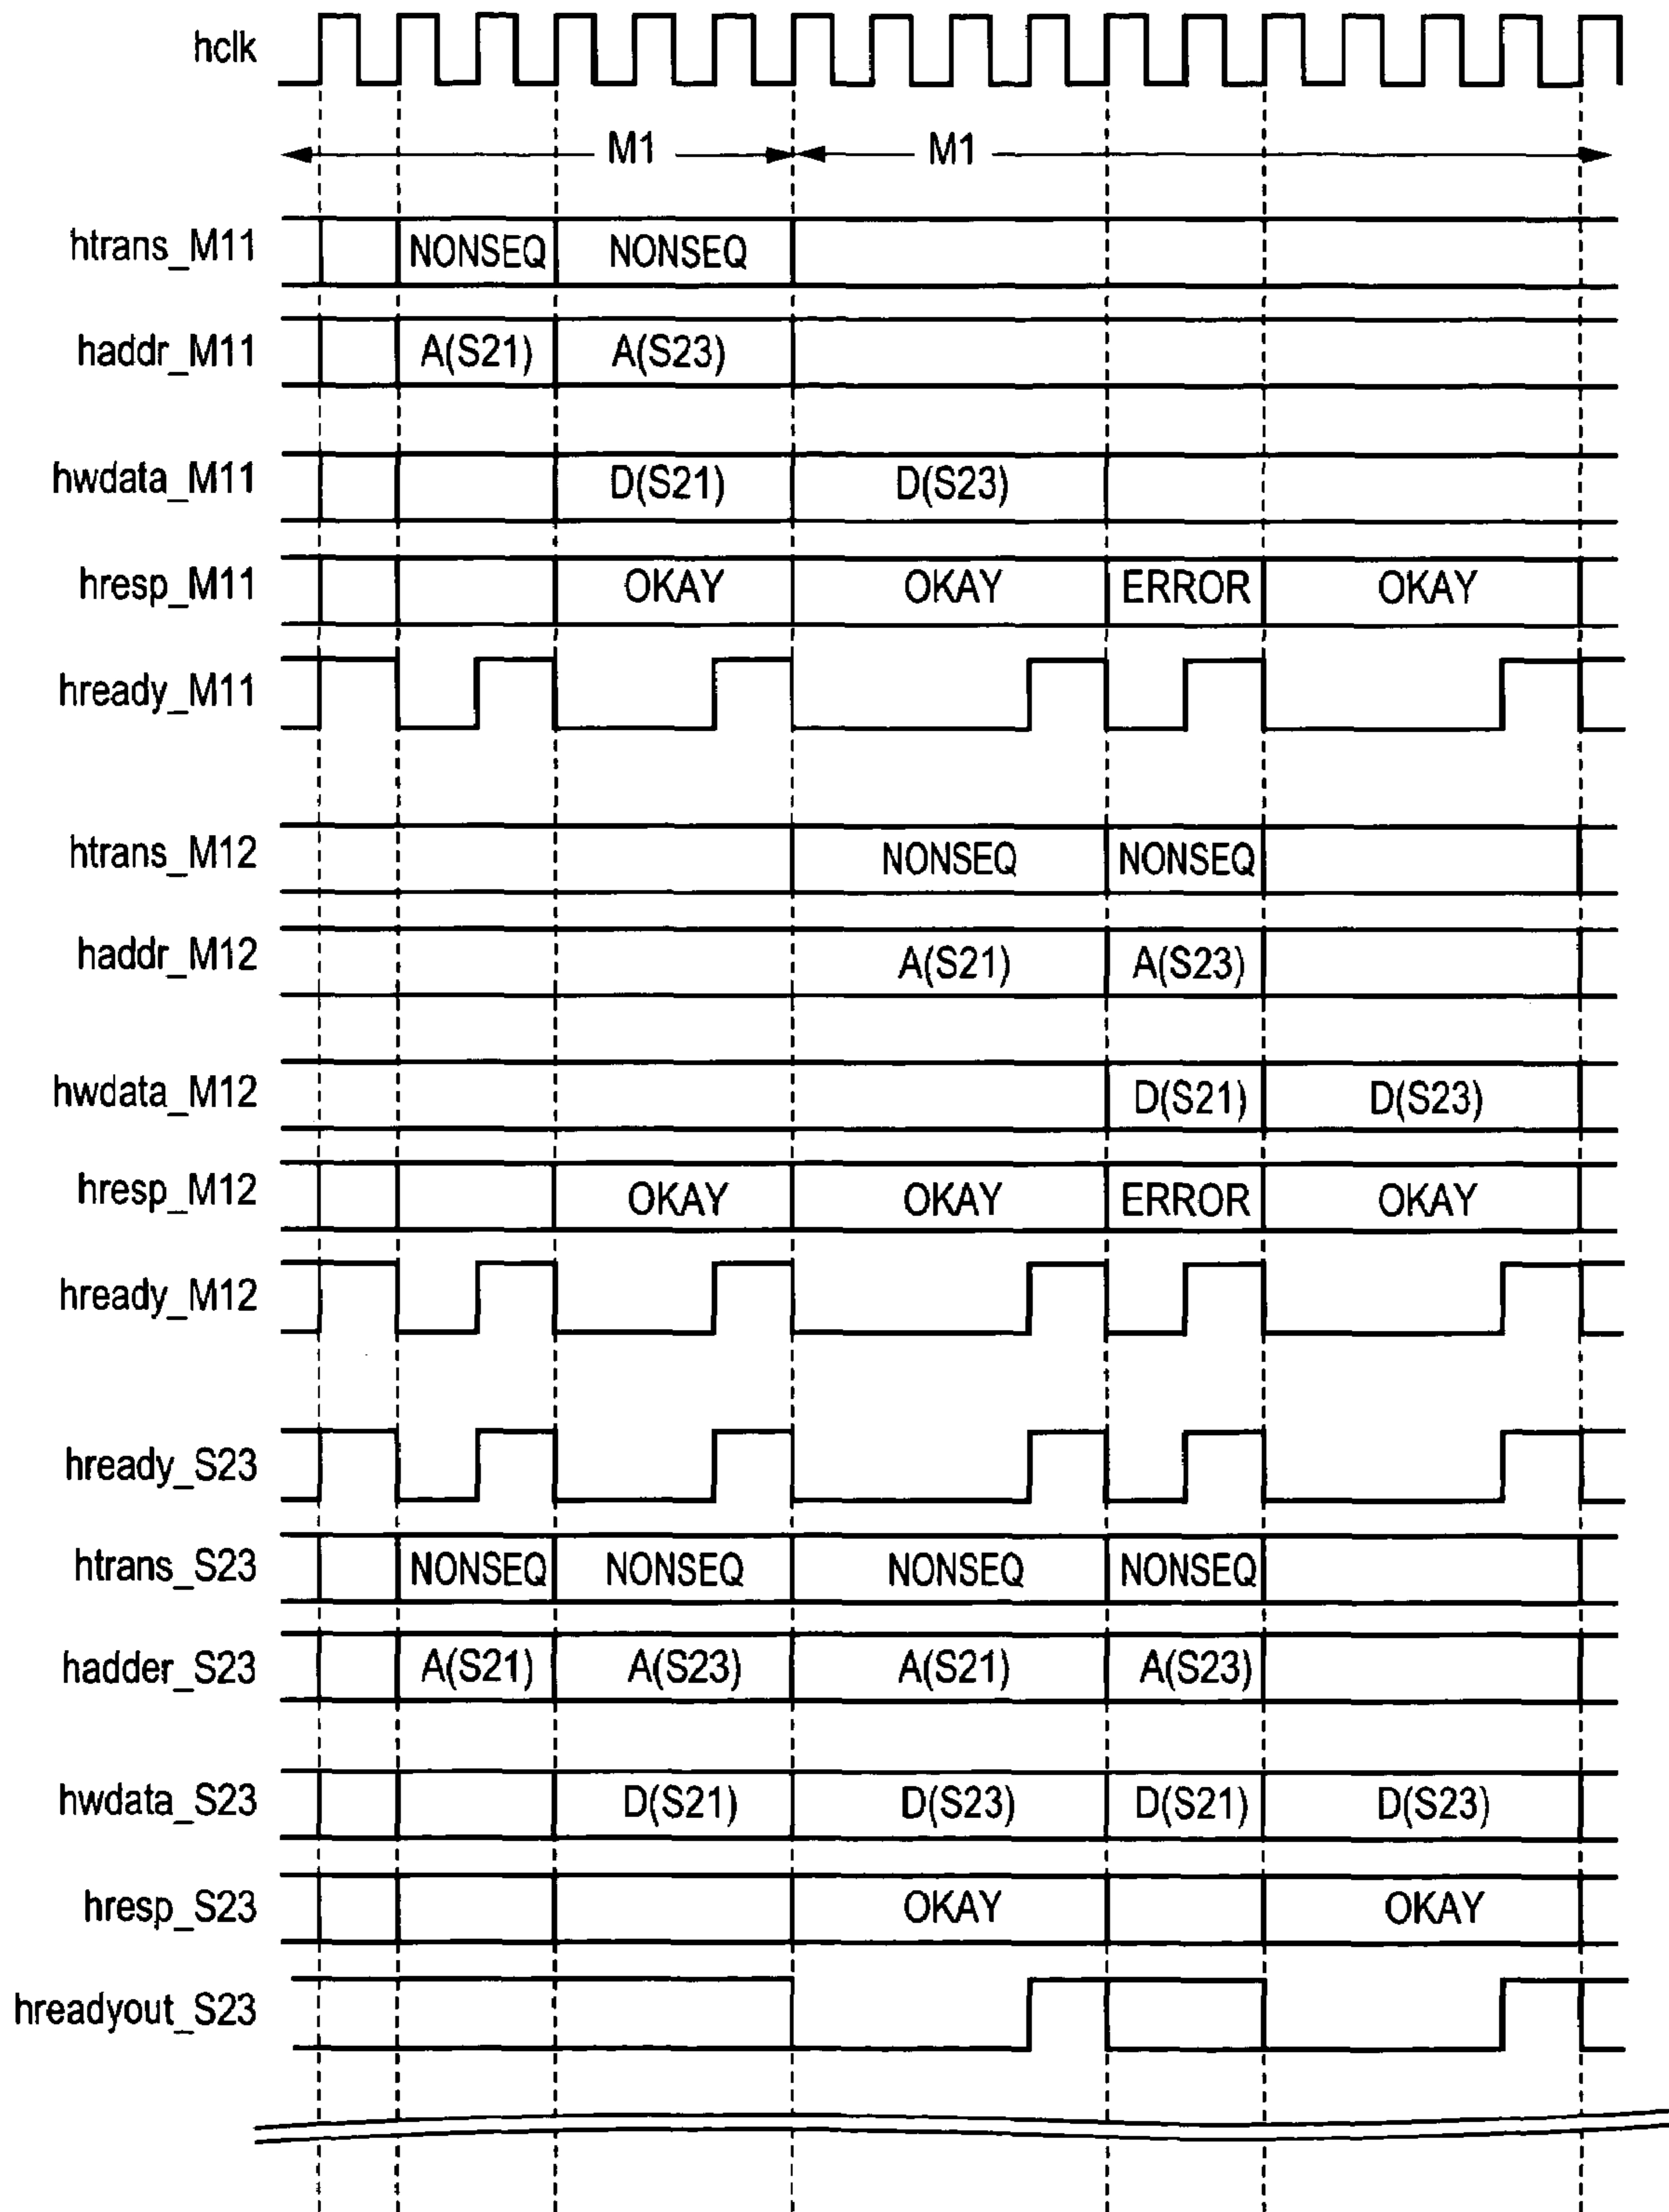 hclk
M1 M1
htrans_M11 NONSEQ NONSEQ
haddr_M11 A(S21) A(S23)
hwdata_M11 D(S21) D(S23)
hresp_M11 OKAY OKAY ERROR OKAY
hready_M11
htrans_M12 NONSEQ NONSEQ
haddr_M12 A(S21) A(S23)
hwdata_M12 D(S21) D(S23)
hresp_M12 OKAY OKAY ERROR OKAY
hready_M12
hready_S23
htrans_S23 NONSEQ NONSEQ NONSEQ NONSEQ
hadder_S23 A(S21) A(S23) A(S21) A(S23)
hwdata_S23 D(S21) D(S23) D(S21) D(S23)
hresp_S23 OKAY OKAY
hreadyout_S23